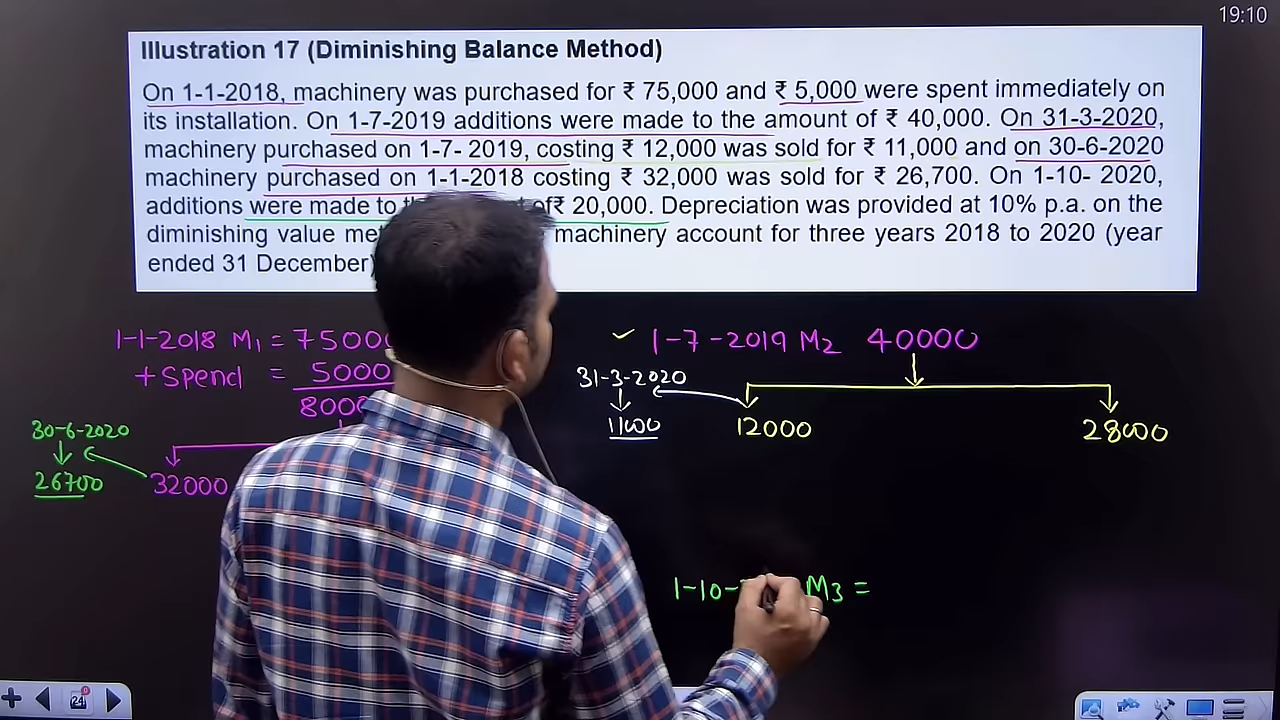 19:10
Illustration 17 (Diminishing Balance Method)
On 1-1-2018, machinery was purchased for ₹ 75,000 and ₹ 5,000 were spent immediately on
its installation. On 1-7-2019 additions were made to the amount of ₹ 40,000. On 31-3-2020,
machinery purchased on 1-7- 2019, costing ₹ 12,000 was sold for ₹ 11,000 and on 30-6-2020
machinery purchased on 1-1-2018 costing ₹ 32,000 was sold for ₹ 26,700. On 1-10- 2020,
additions were made to of₹ 20,000. Depreciation was provided at 10% p.a. on the
diminishing value machinery account for three years 2018 to 2020 (year
ended 31 December)
1-1-2018 M1 = 7500
+ Spend = 5000
800
30-6-2020
26700
32000
✓ 1-7-2019 M2 40000
31-3-2020
11000
12000
28000
1-10- M3 =
24